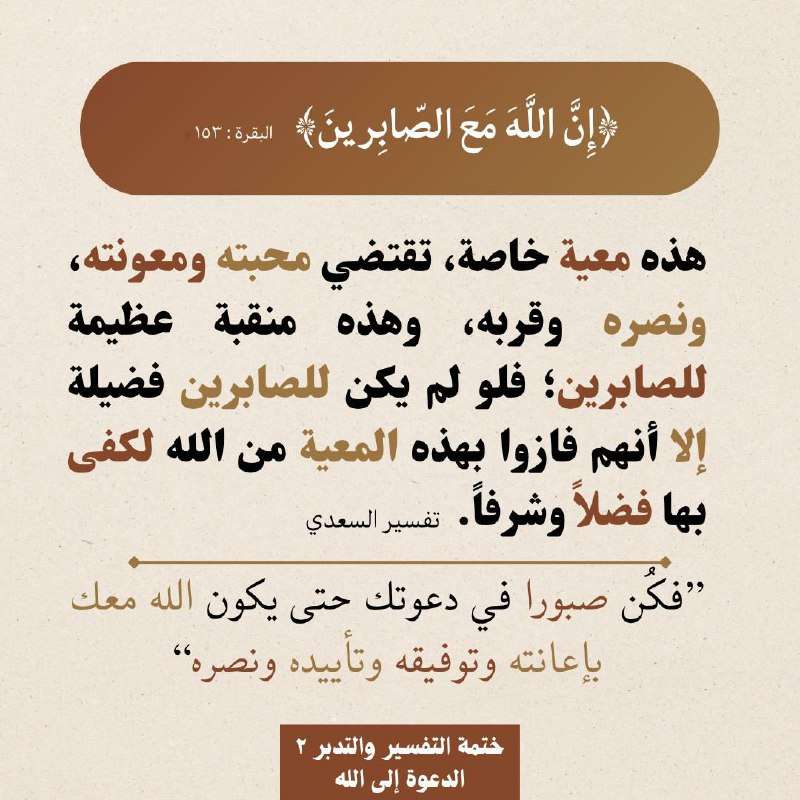 ﴿إِنَّ اللَّهَ مَعَ الصّابِرِينَ﴾ البقرة : ١٥٣
هذه معية خاصة، تقتضي محبته ومعونته،
ونصره وقربه، وهذه منقبة عظيمة
للصابرين؛ فلو لم يكن للصابرين فضيلة
إلا أنهم فازوا بهذه المعية من الله لكفى
بها فضلاً وشرفاً. تفسير السعدي
”فكُن صبورا في دعوتك حتى يكون الله معك
بإعانته وتوفيقه وتأييده ونصره“
ختمة التفسير والتدبر ٢
الدعوة إلى الله